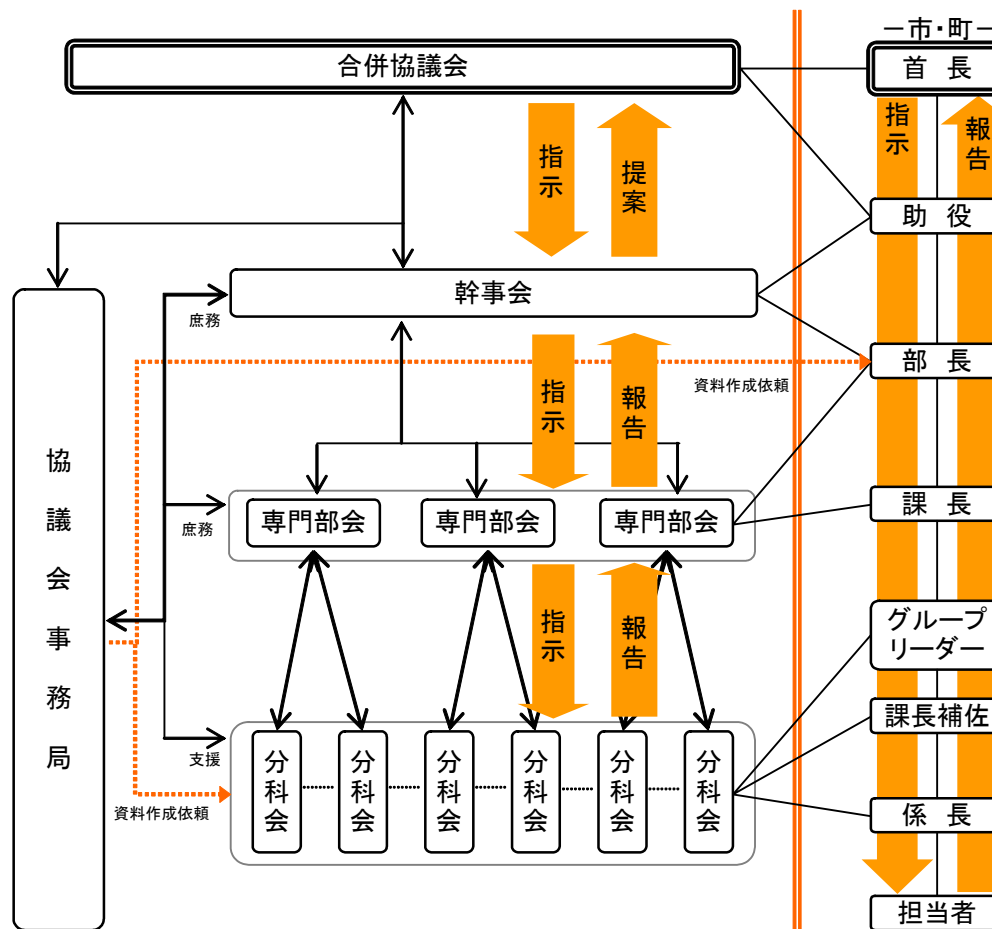 －市・町－
合併協議会
首 長
指示
提案
指示
報告
助 役
幹事会
庶務
部 長
資料作成依頼
指示
報告
協議会事務局
専門部会
専門部会
専門部会
庶務
課 長
指示
報告
グループ
リーダー
課長補佐
支援
分科会
分科会
分科会
分科会
分科会
分科会
資料作成依頼
係 長
担当者